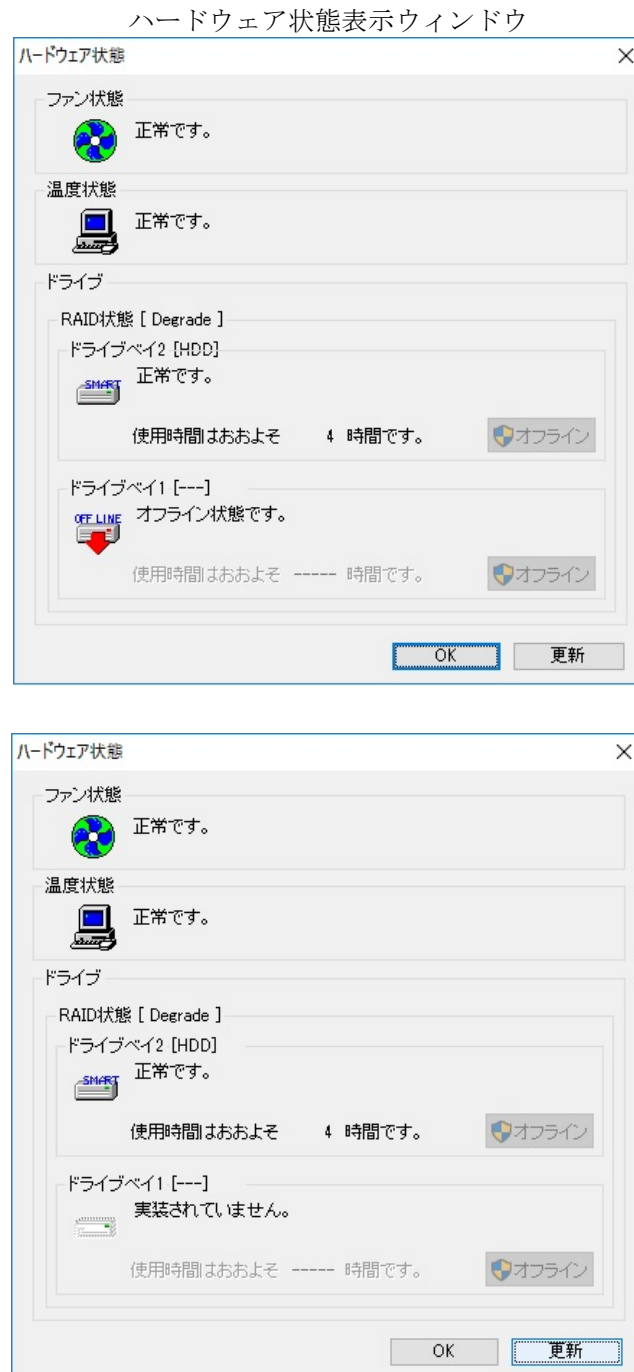 ハードウェア状態表示ウィンドウ
ハードウェア状態
ファン状態
正常です。
温度状態
正常です。
ドライブ
RAID状態 [ Degrade ]
ドライブベイ2 [HDD]
SMART
正常です。
使用時間はおおよそ 4 時間です。 オフライン
ドライブベイ1 [---]
OFF LINE
オフライン状態です。
使用時間はおおよそ ----- 時間です。 オフライン
OK 更新
ハードウェア状態
ファン状態
正常です。
温度状態
正常です。
ドライブ
RAID状態 [ Degrade ]
ドライブベイ2 [HDD]
SMART
正常です。
使用時間はおおよそ 4 時間です。 オフライン
ドライブベイ1 [---]
実装されていません。
使用時間はおおよそ ----- 時間です。 オフライン
OK 更新